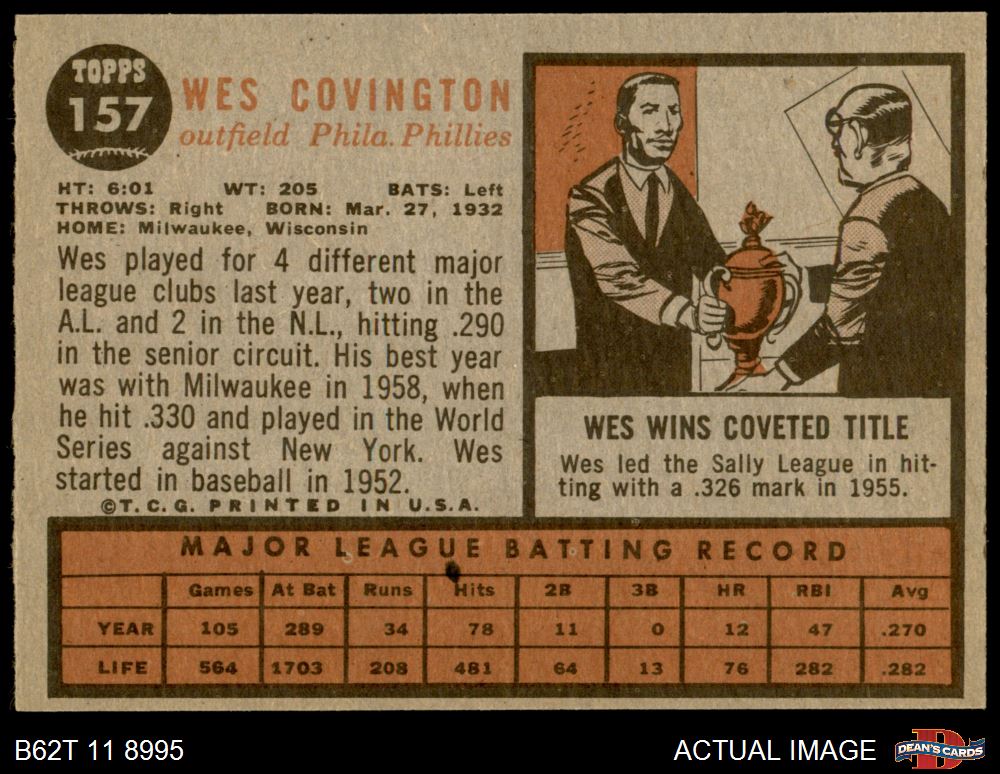 TOPPS
157
WES COVINGTON
outfield Phila. Phillies
HT: 6:01 WT: 205 BATS: Left
THROWS: Right BORN: Mar. 27, 1932
HOME: Milwaukee, Wisconsin
Wes played for 4 different major
league clubs last year, two in the
A.L. and 2 in the N.L., hitting .290
in the senior circuit. His best year
was with Milwaukee in 1958, when
he hit .330 and played in the World
Series against New York. Wes
started in baseball in 1952.
©T.C.G. PRINTED IN U.S.A.
WES WINS COVETED TITLE
Wes led the Sally League in hit-
ting with a .326 mark in 1955.
MAJOR LEAGUE BATTING RECORD
Games At Bat Runs Hits 2B 3B HR RBI Avg
YEAR 105 289 34 78 11 0 12 47 .270
LIFE 564 1703 208 481 64 13 76 282 .282
B62T 11 8995
ACTUAL IMAGE
D
DEAN'S CARDS